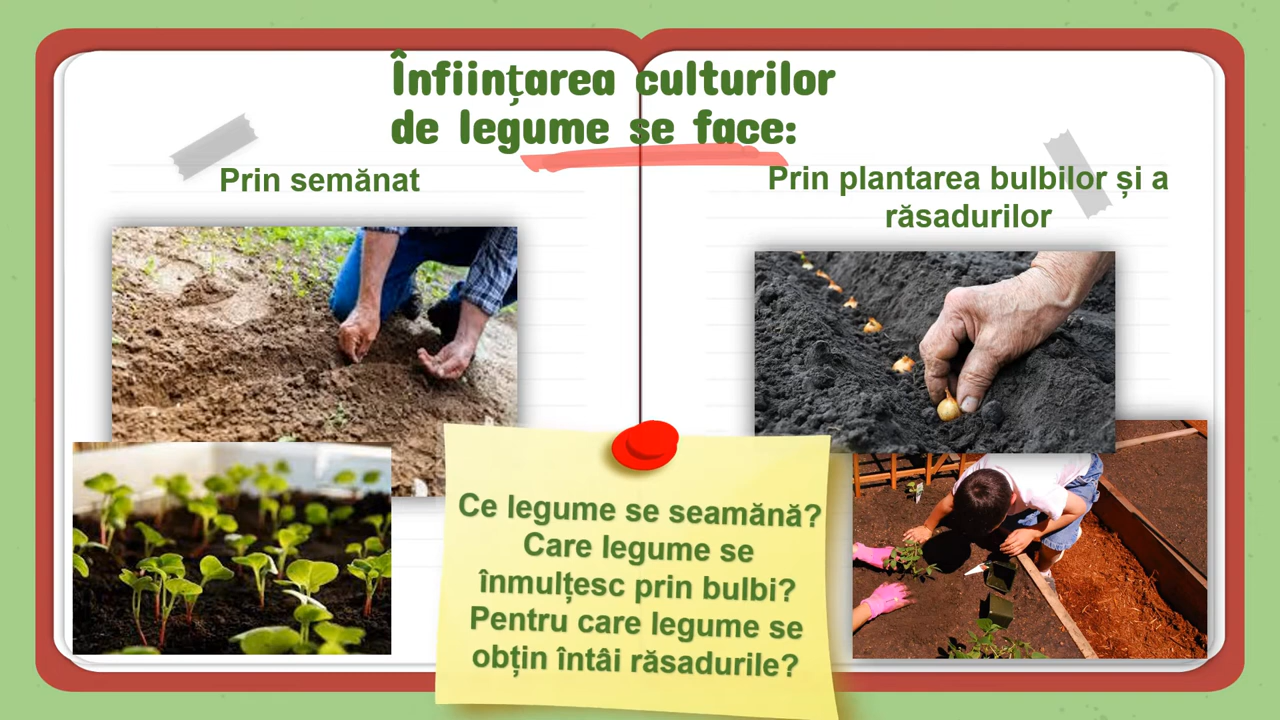 Înființarea culturilor
de legume se face:
Prin semănat
Prin plantarea bulbilor și a
răsadurilor
Ce legume se seamănă?
Care legume se
înmulțesc prin bulbi?
Pentru care legume se
obțin întâi răsadurile?